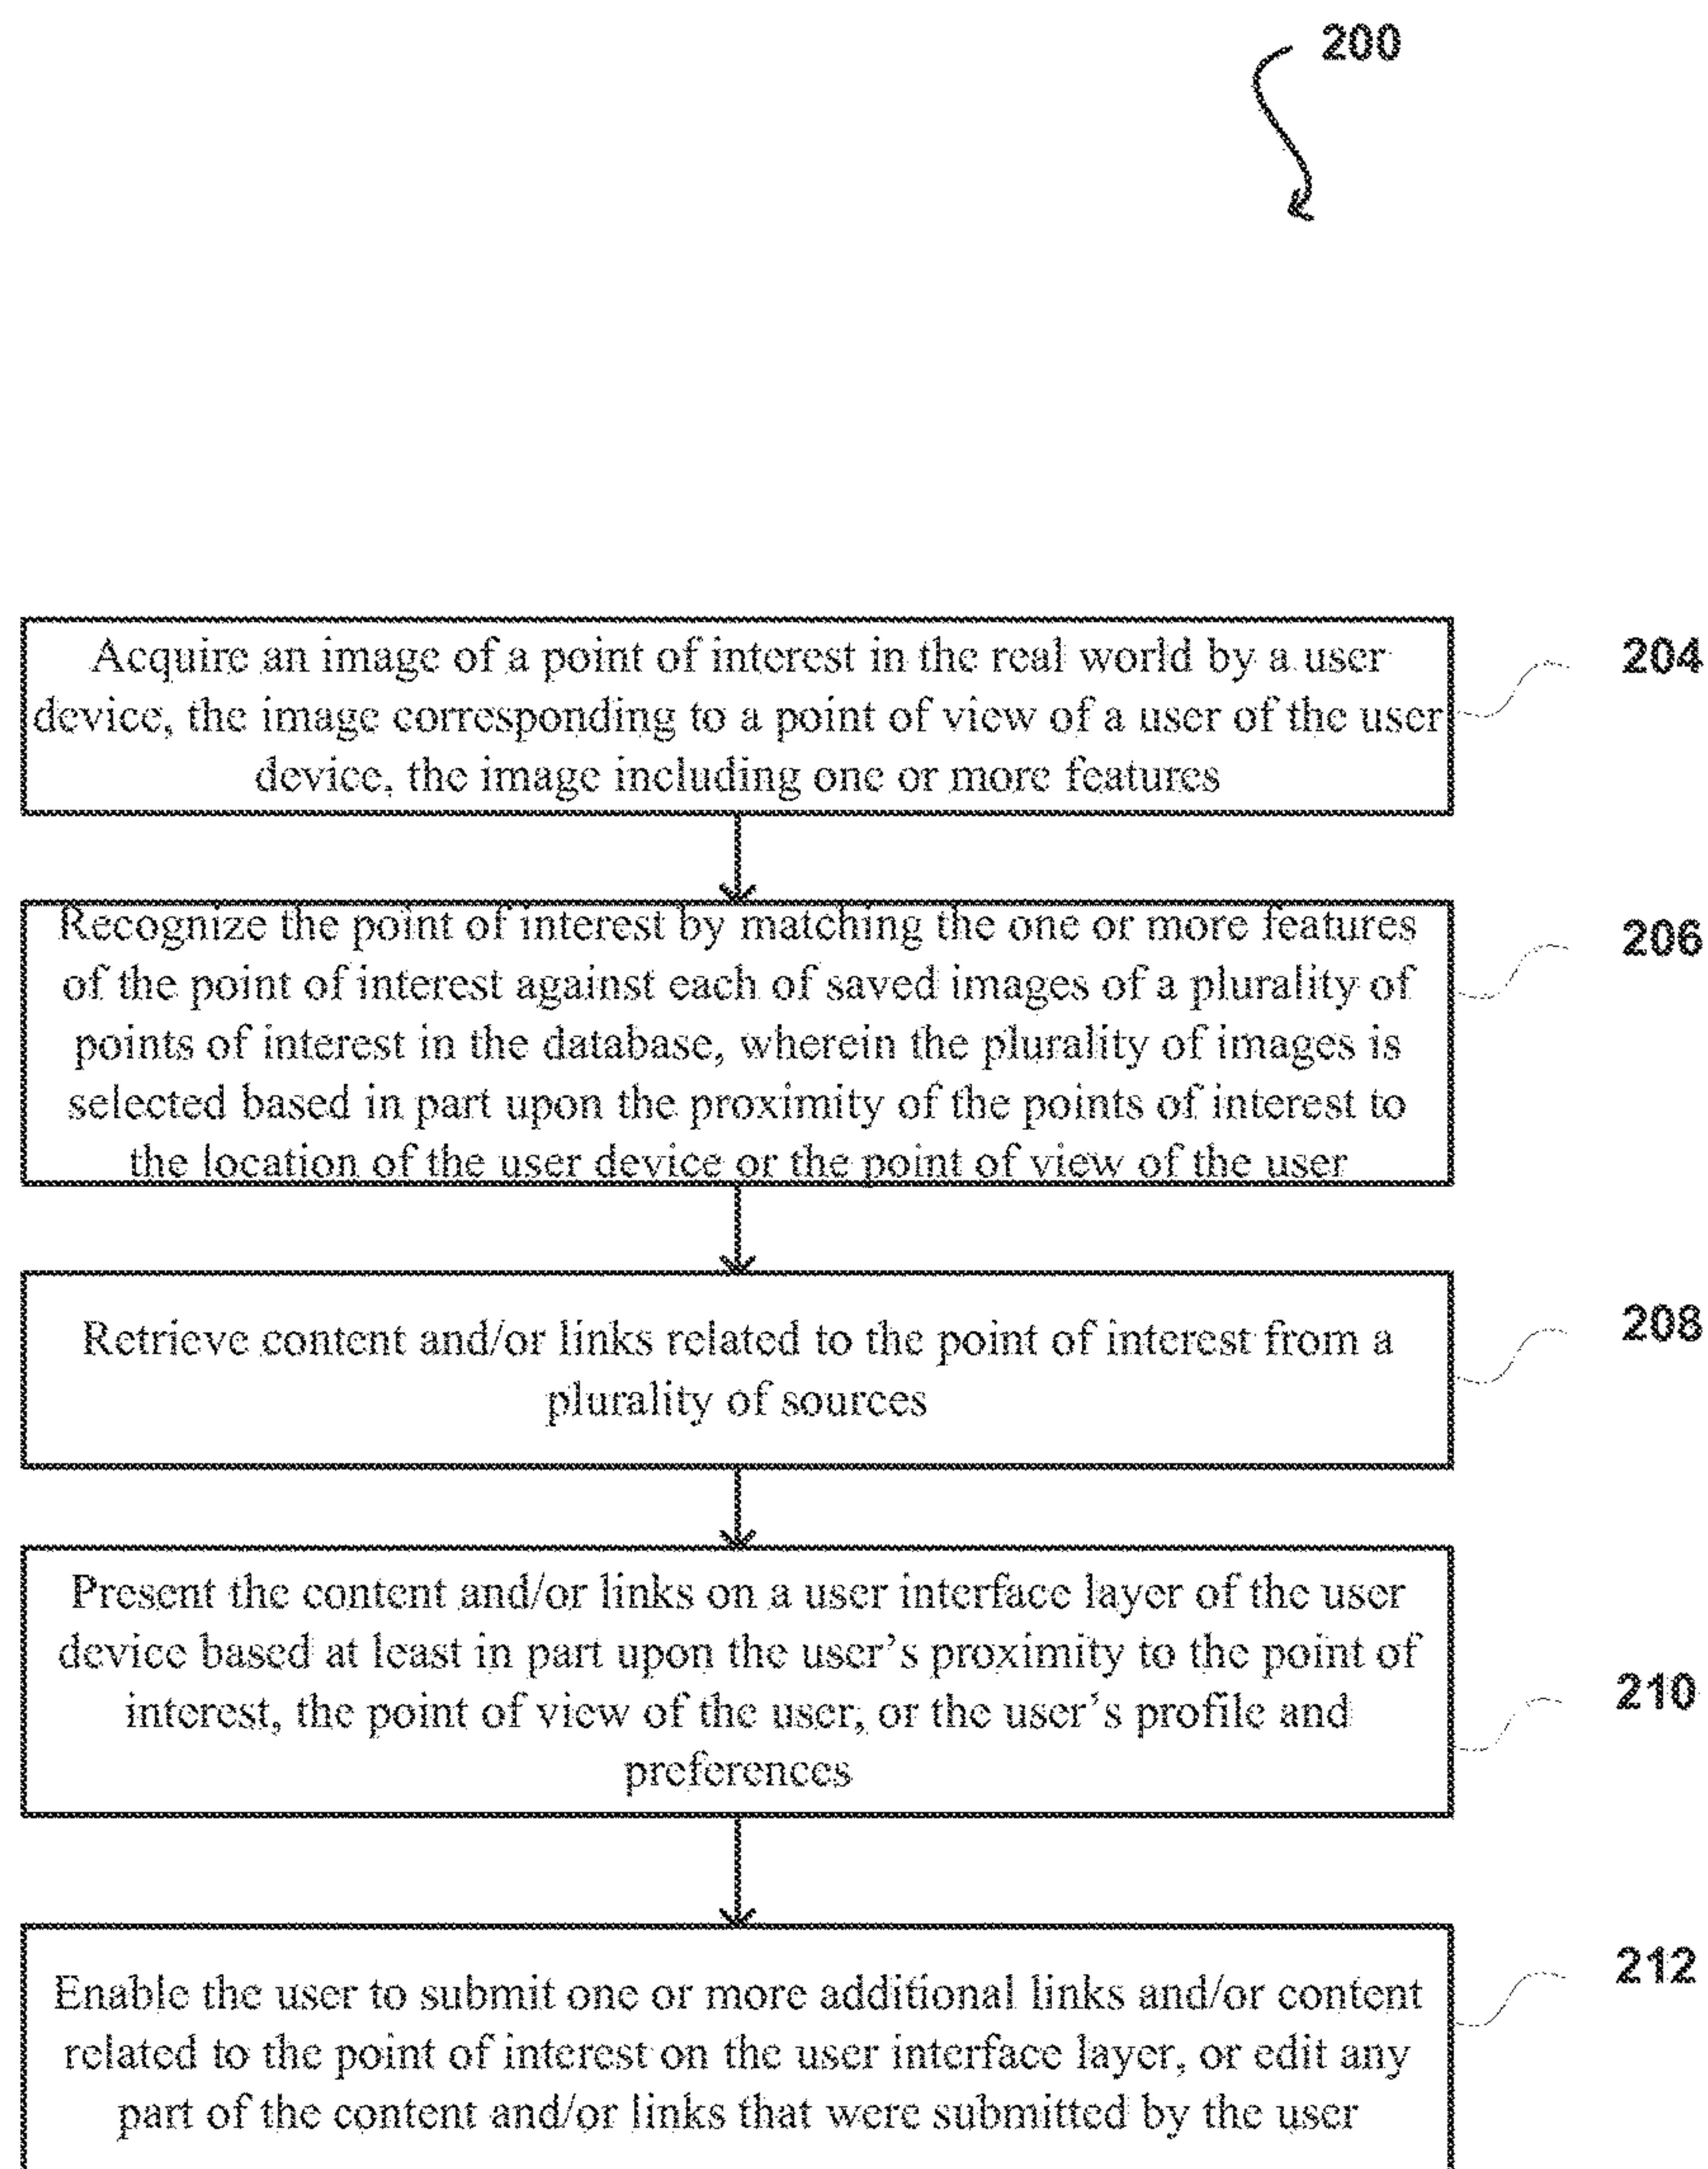 200
Acquire an image of a point of interest in the real world by a user
device, the image corresponding to a point of view of a user of the user
device, the image including one or more features
204
Recognize the point of interest by matching the one or more features
of the point of interest against each of saved images of a plurality of
points of interest in the database, wherein the plurality of images is
selected based in part upon the proximity of the points of interest to
the location of the user device or the point of view of the user
206
Retrieve content and/or links related to the point of interest from a
plurality of sources
208
Present the content and/or links on a user interface layer of the user
device based at least in part upon the user’s proximity to the point of
interest, the point of view of the user, or the user’s profile and
preferences
210
Enable the user to submit one or more additional links and/or content
related to the point of interest on the user interface layer, or edit any
part of the content and/or links that were submitted by the user
212